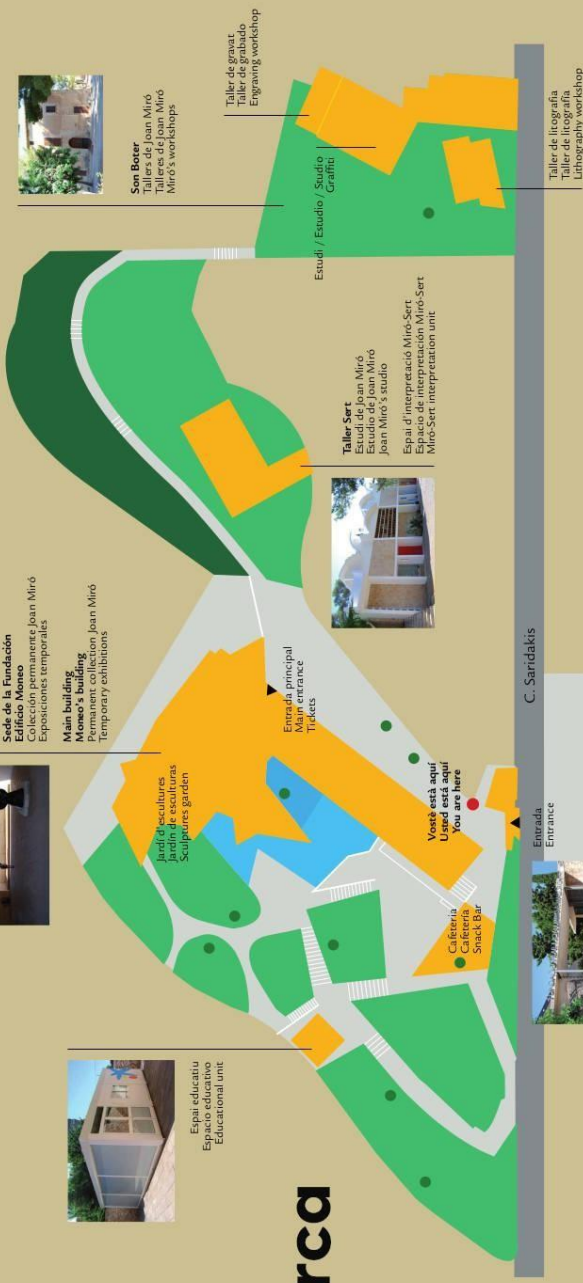 rca
Espai educatiu
Espacio educativo
Educational unit
Sede de la Fundación
Edificio Moneo
Colección permanente Joan Miró
Exposiciones temporales
Main building
Moneo's building
Permanent collection Joan Miró
Temporary exhibitions
Jardí d'escultures
Jardín de esculturas
Sculptures garden
Entrada principal
Main entrance
Tickets
Cafeteria
Cafetería
Snack Bar
Vostè està aquí
Usted está aquí
You are here
Entrada
Entrance
C. Saridakis
Taller Sert
Estudi de Joan Miró
Estudio de Joan Miró
Joan Miró's studio
Espai d'interpretació Miró-Sert
Espacio de interpretación Miró-Sert
Miró-Sert interpretation unit
Son Boter
Tallers de Joan Miró
Talleres de Joan Miró
Miró's workshops
Estudi / Estudio / Studio
Graffiti
Taller de gravat
Taller de grabado
Engraving workshop
Taller de litografia
Taller de litografía
Lithography workshop